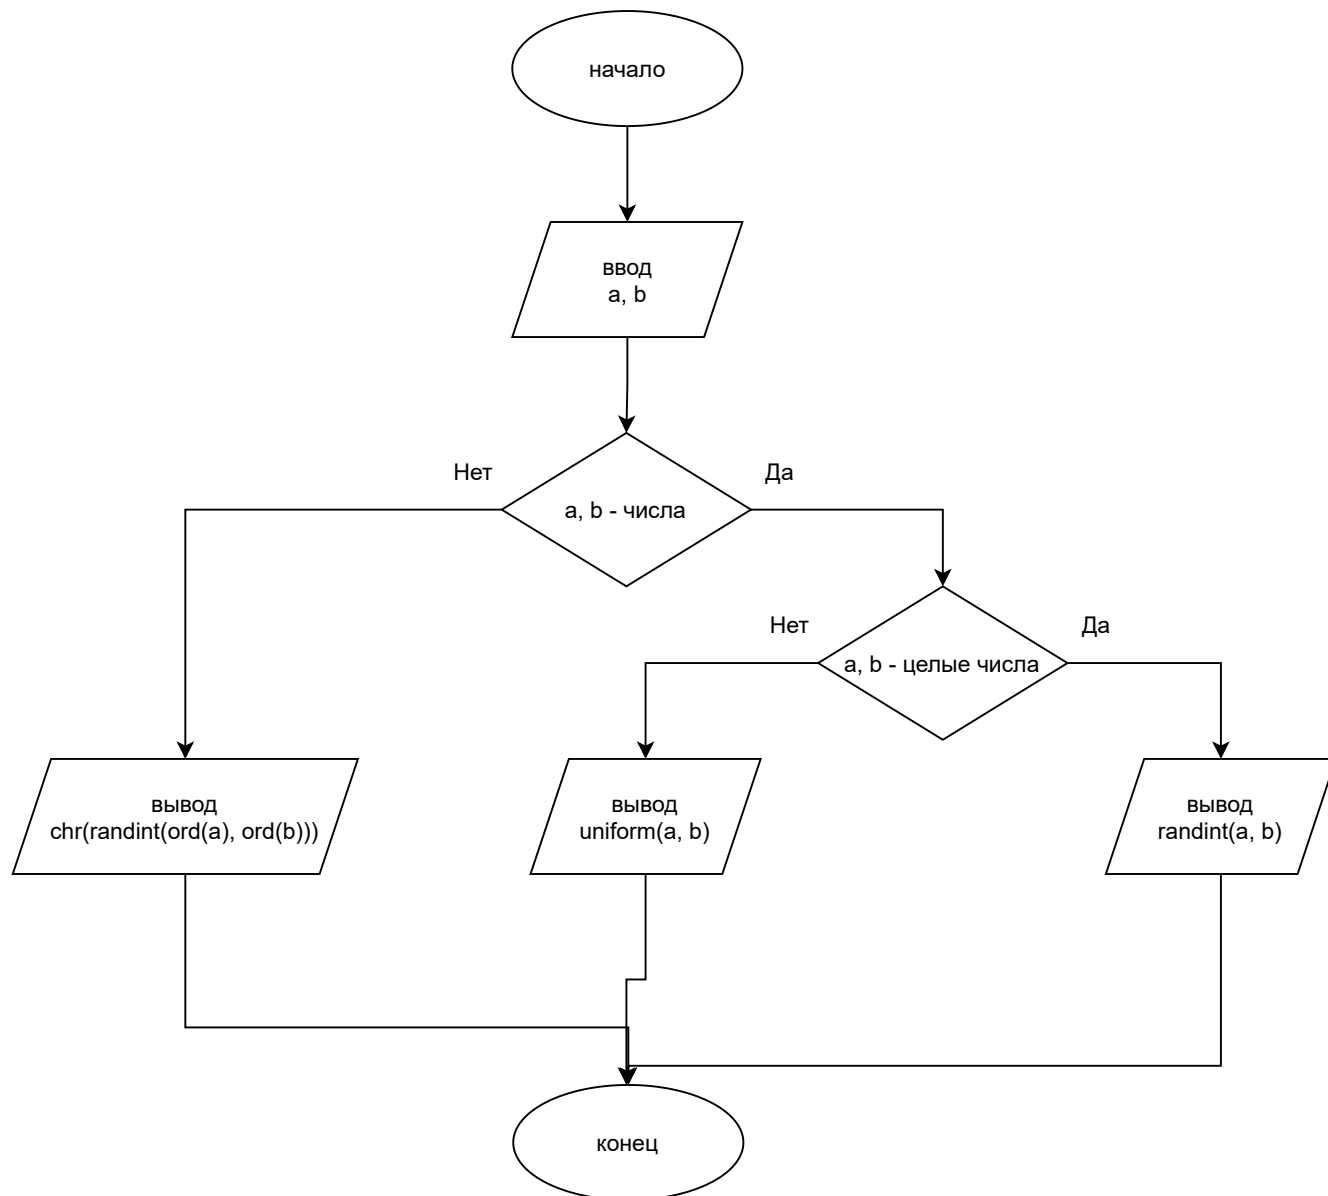 начало
ввод
a, b
Нет
Да
a, b - числа
Нет
Да
a, b - целые числа
вывод
chr(randint(ord(a), ord(b)))
вывод
uniform(a, b)
вывод
randint(a, b)
конец